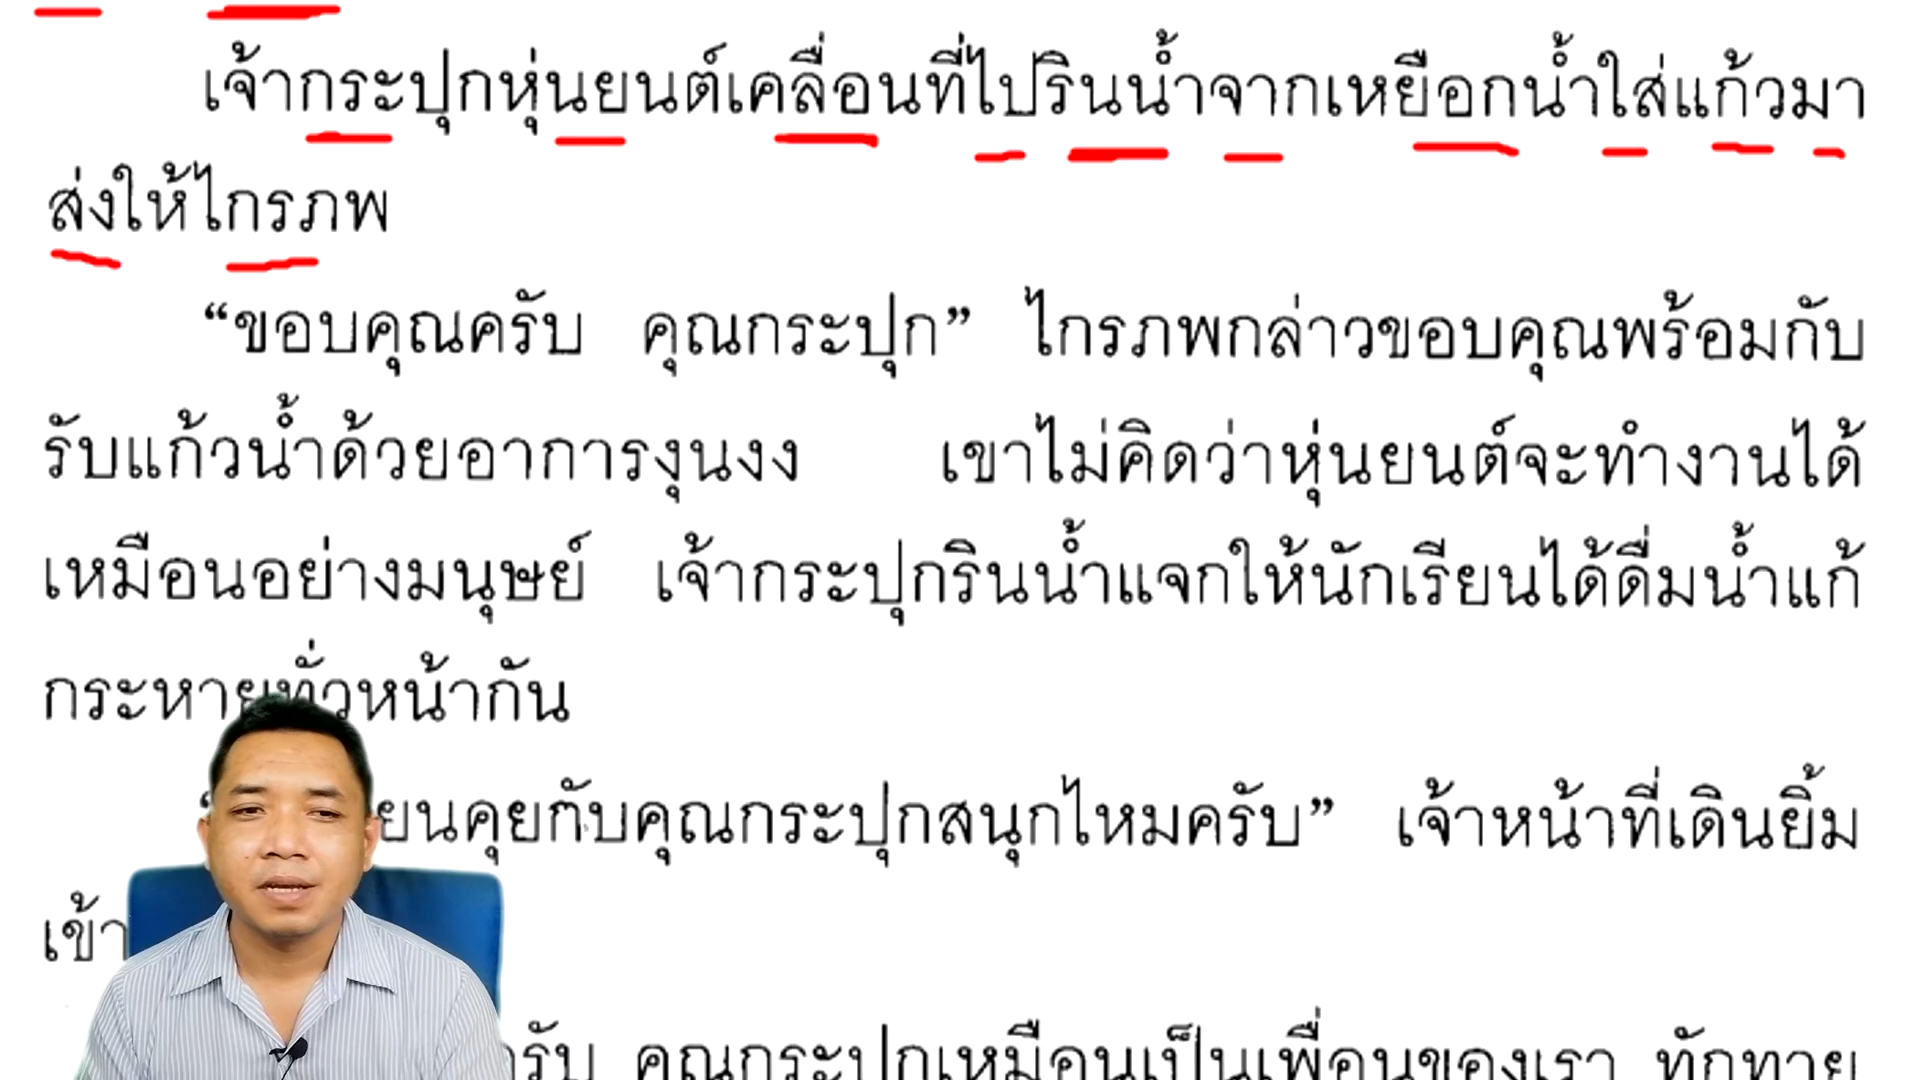 เจ้ากระปุกหุ่นยนต์เคลื่อนที่ไปรินน้ำจากเหยือกน้ำใส่แก้วมา
ส่งให้ไกรภพ
“ขอบคุณครับ คุณกระปุก” ไกรภพกล่าวขอบคุณพร้อมกับ
รับแก้วน้ำด้วยอาการงุนงง เขาไม่คิดว่าหุ่นยนต์จะทำงานได้
เหมือนอย่างมนุษย์ เจ้ากระปุกรินน้ำแจกให้นักเรียนได้ดื่มน้ำแก้
กระหายทั่วหน้ากัน
ยนคุยกับคุณกระปุกสนุกไหมครับ” เจ้าหน้าที่เดินยิ้ม
เข้า
ครับ คุณกระปุกเหมือนเป็นเพื่อนของเรา ทักทาย